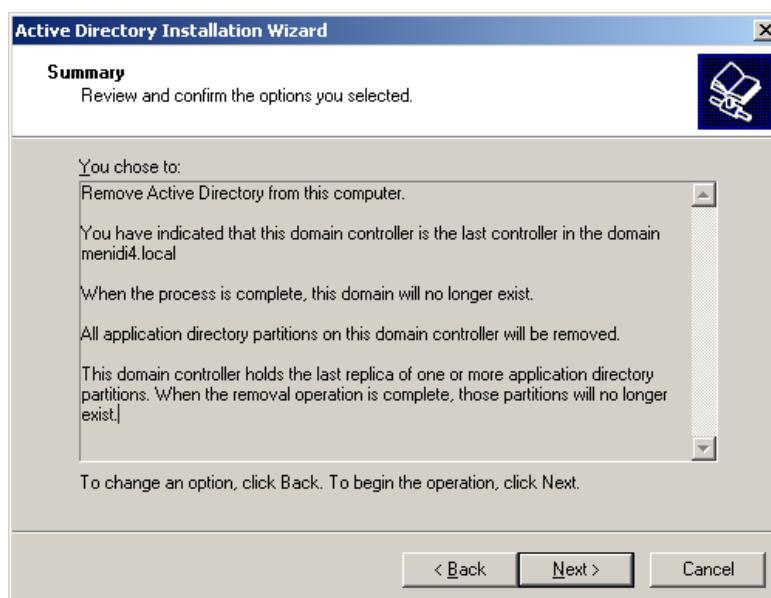 Active Directory Installation Wizard
Summary
Review and confirm the options you selected.
You chose to:
Remove Active Directory from this computer.
You have indicated that this domain controller is the last controller in the domain
menidi4.local
When the process is complete, this domain will no longer exist.
All application directory partitions on this domain controller will be removed.
This domain controller holds the last replica of one or more application directory
partitions. When the removal operation is complete, those partitions will no longer
exist.
To change an option, click Back. To begin the operation, click Next.
< Back Next > Cancel